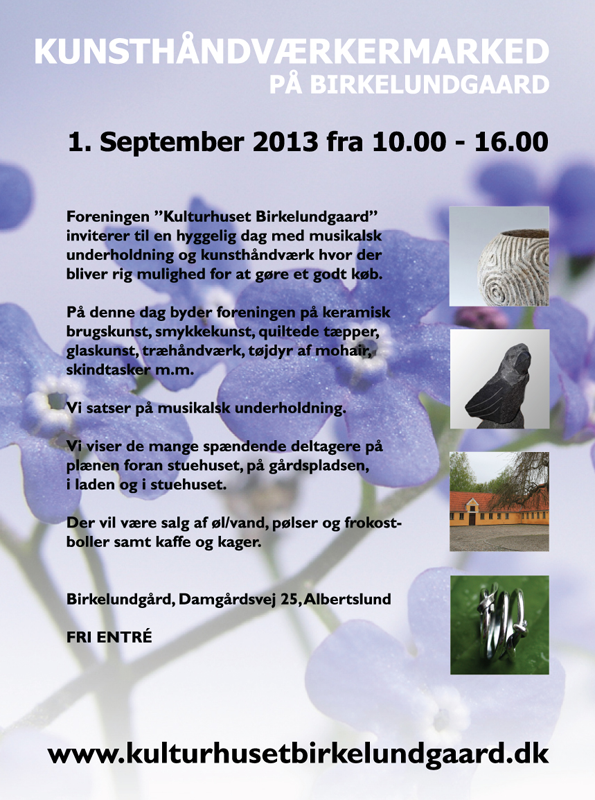 KUNSTHÅNDVÆRKERMARKED
PÅ BIRKELUNDGAARD
1. September 2013 fra 10.00 - 16.00
Foreningen ”Kulturhuset Birkelundgaard”
inviterer til en hyggelig dag med musikalsk
underholdning og kunsthåndværk hvor der
bliver rig mulighed for at gøre et godt køb.
På denne dag byder foreningen på keramisk
brugskunst, smykkekunst, quiltede tæpper,
glaskunst, træhåndværk, tøjdyr af mohair,
skindtasker m.m.
Vi satser på musikalsk underholdning.
Vi viser de mange spændende deltagere på
plænen foran stuehuset, på gårdspladsen,
i laden og i stuehuset.
Der vil være salg af øl/vand, pølser og frokost-
boller samt kaffe og kager.
Birkelundgård, Damgårdsvej 25, Albertslund
FRI ENTRÉ
www.kulturhusetbirkelundgaard.dk